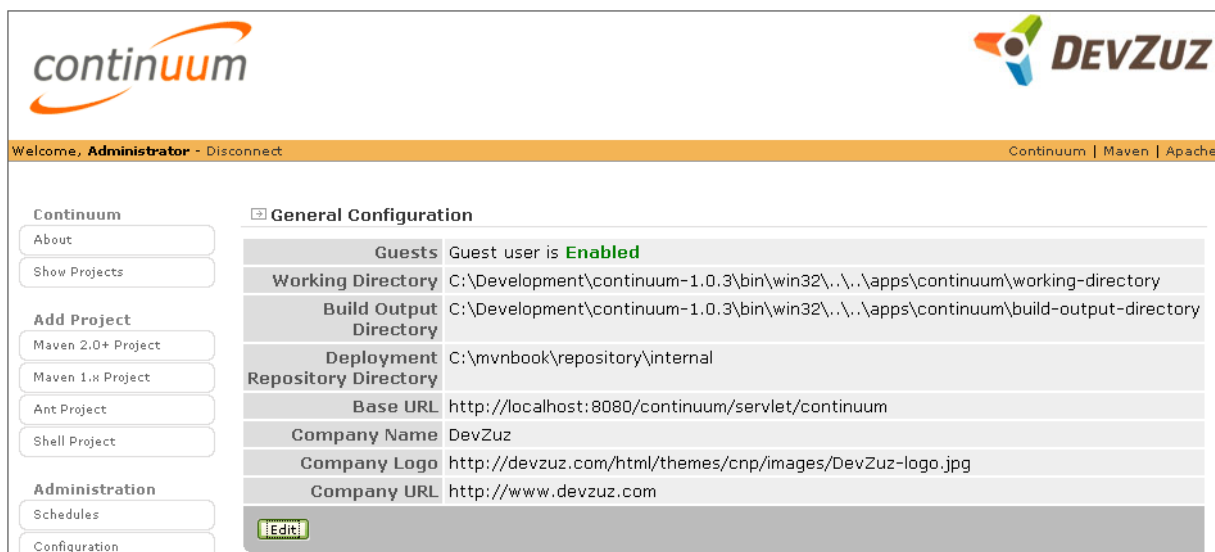 continuum
DEVZUZ
Welcome, Administrator - Disconnect
Continuum | Maven | Apache
Continuum
About
Show Projects
Add Project
Maven 2.0+ Project
Maven 1.x Project
Ant Project
Shell Project
Administration
Schedules
Configuration
General Configuration
Guests Guest user is Enabled
Working Directory C:\Development\continuum-1.0.3\bin\win32\..\..\apps\continuum\working-directory
Build Output C:\Development\continuum-1.0.3\bin\win32\..\..\apps\continuum\build-output-directory
Directory
Deployment C:\mvnbook\repository\internal
Repository Directory
Base URL http://localhost:8080/continuum/servlet/continuum
Company Name DevZuz
Company Logo http://devzuz.com/html/themes/cnp/images/DevZuz-logo.jpg
Company URL http://www.devzuz.com
Edit